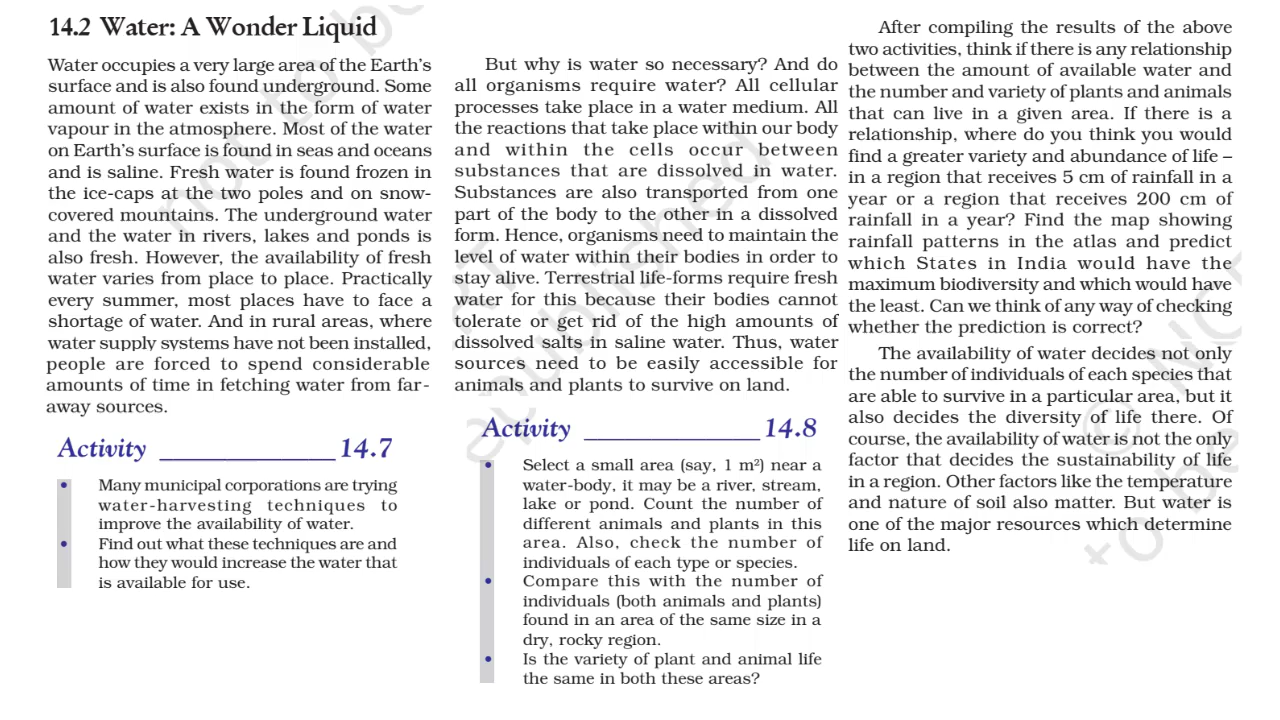 14.2 Water: A Wonder Liquid
Water occupies a very large area of the Earth's
surface and is also found underground. Some
amount of water exists in the form of water
vapour in the atmosphere. Most of the water
on Earth's surface is found in seas and oceans
and is saline. Fresh water is found frozen in
the ice-caps at the two poles and on snow-
covered mountains. The underground water
and the water in rivers, lakes and ponds is
also fresh. However, the availability of fresh
water varies from place to place. Practically
every summer, most places have to face a
shortage of water. And in rural areas, where
water supply systems have not been installed,
people are forced to spend considerable
amounts of time in fetching water from far-
away sources.
Activity ______________ 14.7
• Many municipal corporations are trying
water-harvesting techniques to
improve the availability of water.
• Find out what these techniques are and
how they would increase the water that
is available for use.
But why is water so necessary? And do
all organisms require water? All cellular
processes take place in a water medium. All
the reactions that take place within our body
and within the cells occur between
substances that are dissolved in water.
Substances are also transported from one
part of the body to the other in a dissolved
form. Hence, organisms need to maintain the
level of water within their bodies in order to
stay alive. Terrestrial life-forms require fresh
water for this because their bodies cannot
tolerate or get rid of the high amounts of
dissolved salts in saline water. Thus, water
sources need to be easily accessible for
animals and plants to survive on land.
Activity ______________ 14.8
• Select a small area (say, 1 m²) near a
water-body, it may be a river, stream,
lake or pond. Count the number of
different animals and plants in this
area. Also, check the number of
individuals of each type or species.
• Compare this with the number of
individuals (both animals and plants)
found in an area of the same size in a
dry, rocky region.
• Is the variety of plant and animal life
the same in both these areas?
After compiling the results of the above
two activities, think if there is any relationship
between the amount of available water and
the number and variety of plants and animals
that can live in a given area. If there is a
relationship, where do you think you would
find a greater variety and abundance of life –
in a region that receives 5 cm of rainfall in a
year or a region that receives 200 cm of
rainfall in a year? Find the map showing
rainfall patterns in the atlas and predict
which States in India would have the
maximum biodiversity and which would have
the least. Can we think of any way of checking
whether the prediction is correct?
The availability of water decides not only
the number of individuals of each species that
are able to survive in a particular area, but it
also decides the diversity of life there. Of
course, the availability of water is not the only
factor that decides the sustainability of life
in a region. Other factors like the temperature
and nature of soil also matter. But water is
one of the major resources which determine
life on land.
not to be
© NC
to be